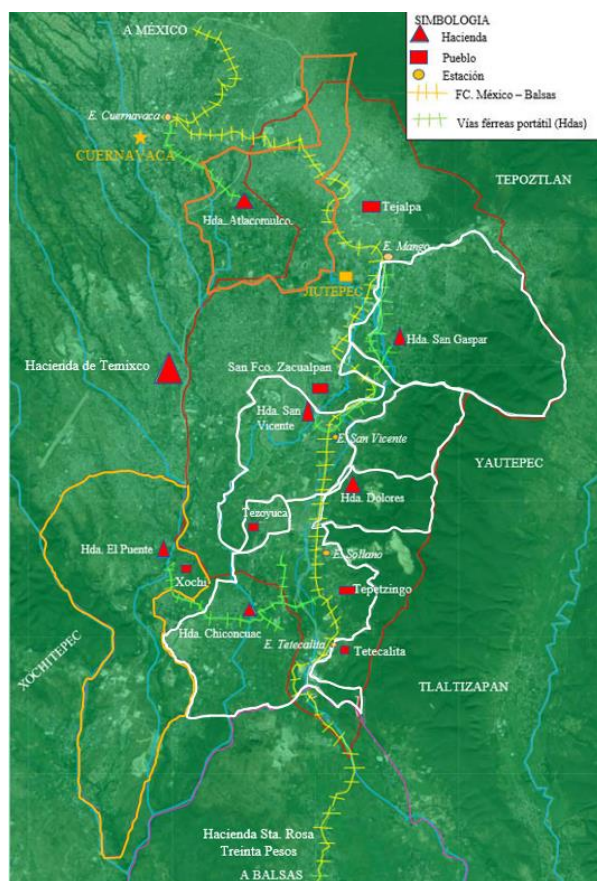 SIMBOLOGIA
Hacienda
Pueblo
Estación
FC. México – Balsas
Vías férreas portátil (Hdas)
A MÉXICO
E. Cuernavaca
CUERNAVACA
TEPOZTLAN
Hda. Atlacomulco.
Tejalpa
E. Mango
JIUTEPEC
Hda. San Gaspar
Hacienda de Temixco
San Fco. Zacualpan
Hda. San
Vicente
E. San Vicente
YAUTEPEC
Hda. Dolores
Tezoyuca
Hda. El Puente
Xochi
E. Sollano
Tepetzingo
Hda. Chiconcuac
E. Tetecalita
Tetecalita
XOCHITEPEC
TLALTIZAPAN
Hacienda Sta. Rosa
Treinta Pesos
A BALSAS